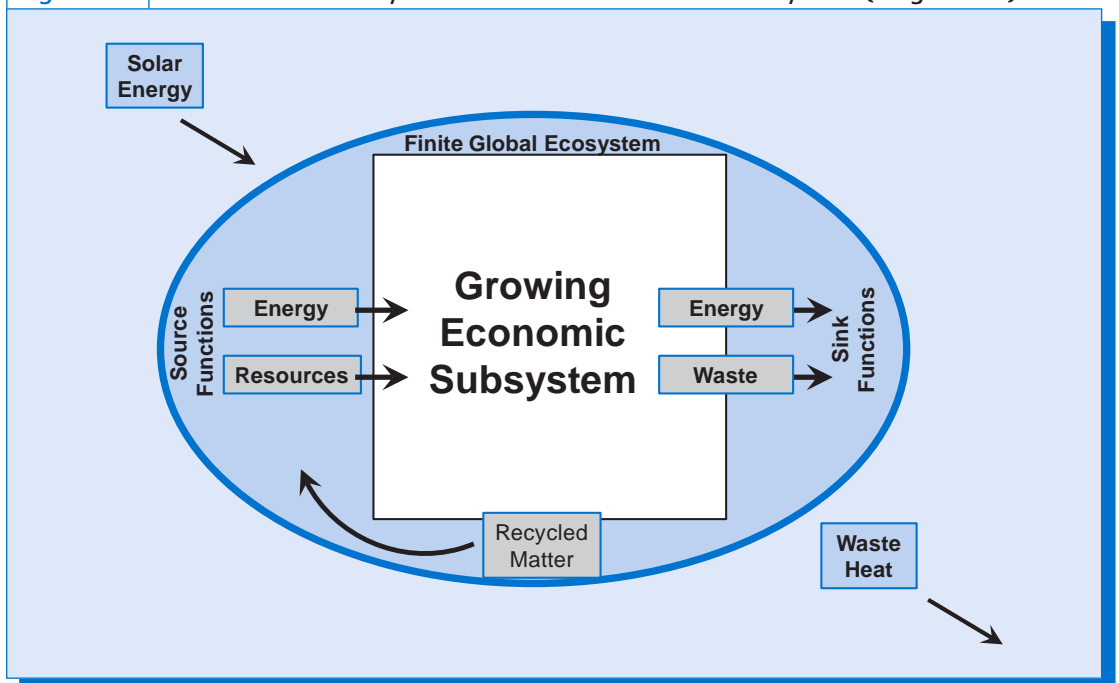 Solar
Energy
Finite Global Ecosystem
Source
Functions
Energy
Resources
Growing
Economic
Subsystem
Energy
Waste
Sink
Functions
Recycled
Matter
Waste
Heat